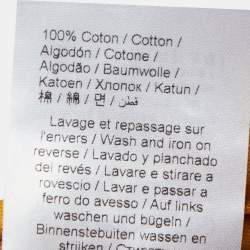 100% Coton / Cotton /
Algodón / Cotone /
Algodão / Baumwolle /
Katoen / Хлопок / Katun /
棉 / 綿 / 면 / قطن /
Lavage et repassage sur
l'envers / Wash and iron on
reverse / Lavado y planchado
del revés / Lavare e stirare a
rovescio / Lavar e passar a
ferro do avesso / Auf links
waschen und bügeln /
Binnenstebuiten wassen en
strijken /